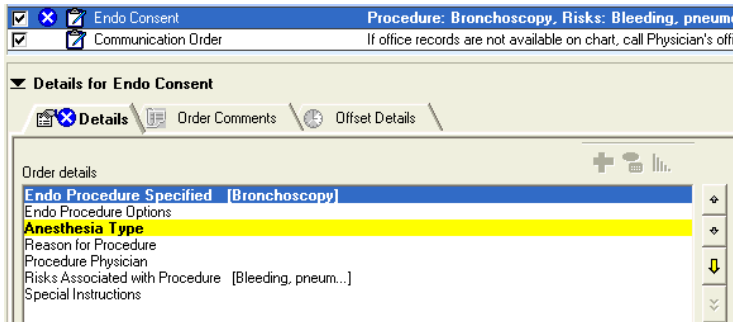 Endo Consent Procedure: Bronchoscopy, Risks: Bleeding,
Communication Order If office records are not available on chart, call Physician's
Details for Endo Consent
Details Order Comments Offset Details
Order details
Endo Procedure Specified [Bronchoscopy]
Endo Procedure Options
Anesthesia Type
Reason for Procedure
Procedure Physician
Risks Associated with Procedure [Bleeding, pneum...]
Special Instructions